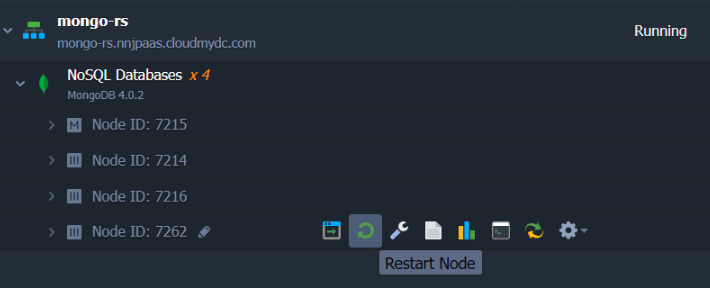 mongo-rs
mongo-rs.nnjpaas.cloudmydc.com
Running
NoSQL Databases x 4
MongoDB 4.0.2
M Node ID: 7215
Node ID: 7214
Node ID: 7216
Node ID: 7262
Restart Node